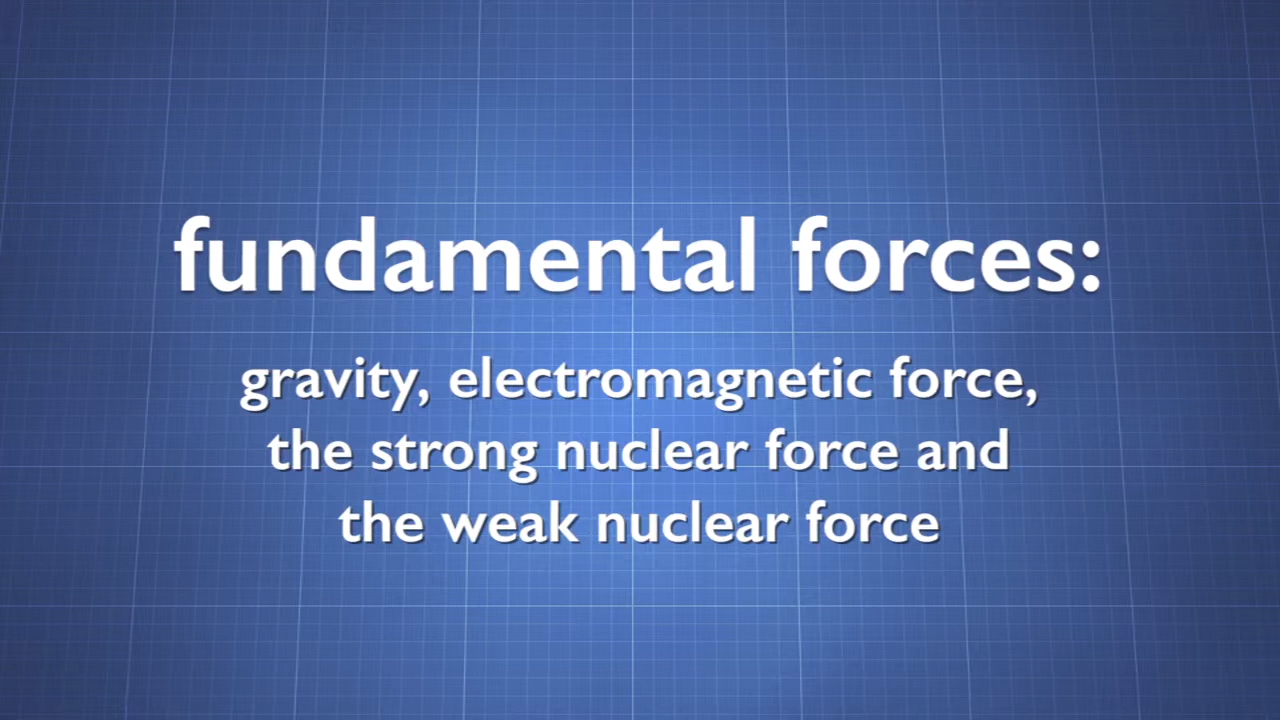 fundamental forces:
gravity, electromagnetic force,
the strong nuclear force and
the weak nuclear force